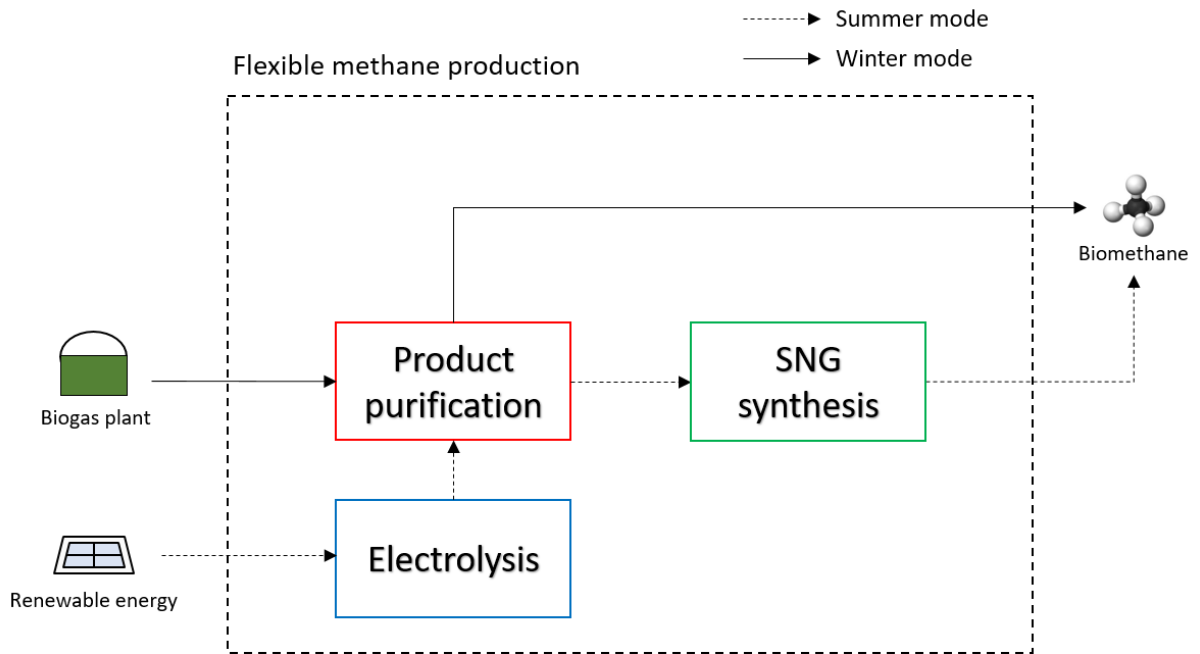 Summer mode
Winter mode
Flexible methane production
Biomethane
Product
purification
SNG
synthesis
Biogas plant
Electrolysis
Renewable energy